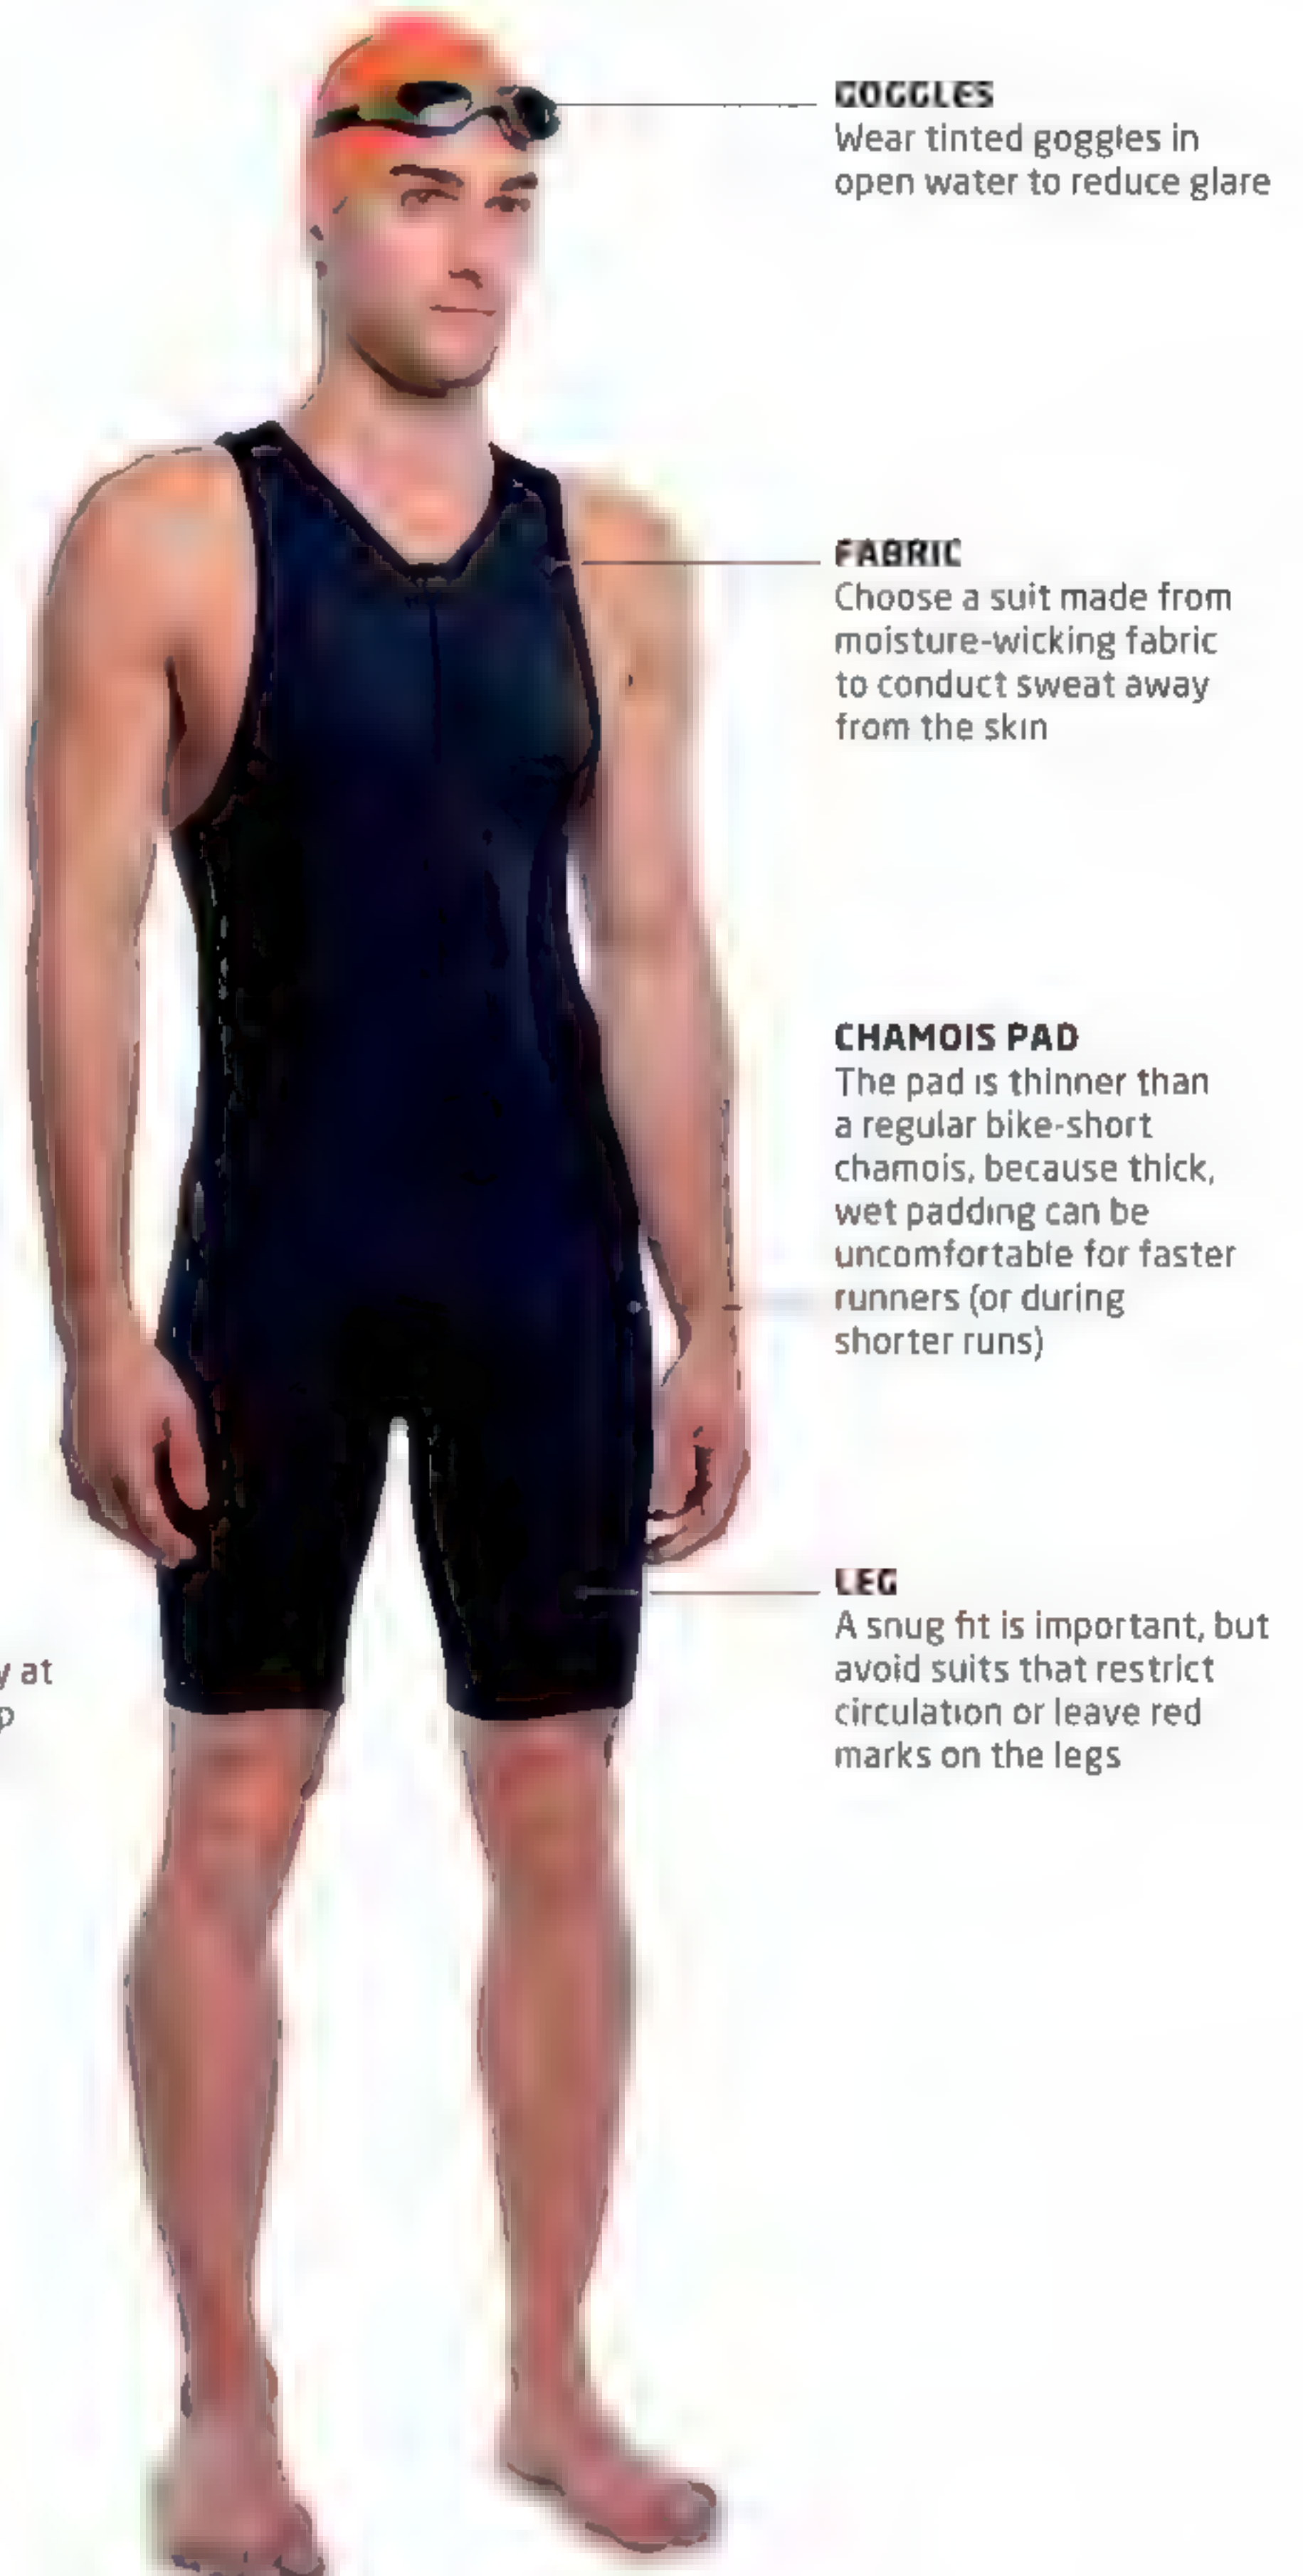 GOGGLES
Wear tinted goggles in
open water to reduce glare
FABRIC
Choose a suit made from
moisture-wicking fabric
to conduct sweat away
from the skin
CHAMOIS PAD
The pad is thinner than
a regular bike-short
chamois, because thick,
wet padding can be
uncomfortable for faster
runners (or during
shorter runs)
LEG
A snug fit is important, but
avoid suits that restrict
circulation or leave red
marks on the legs
at